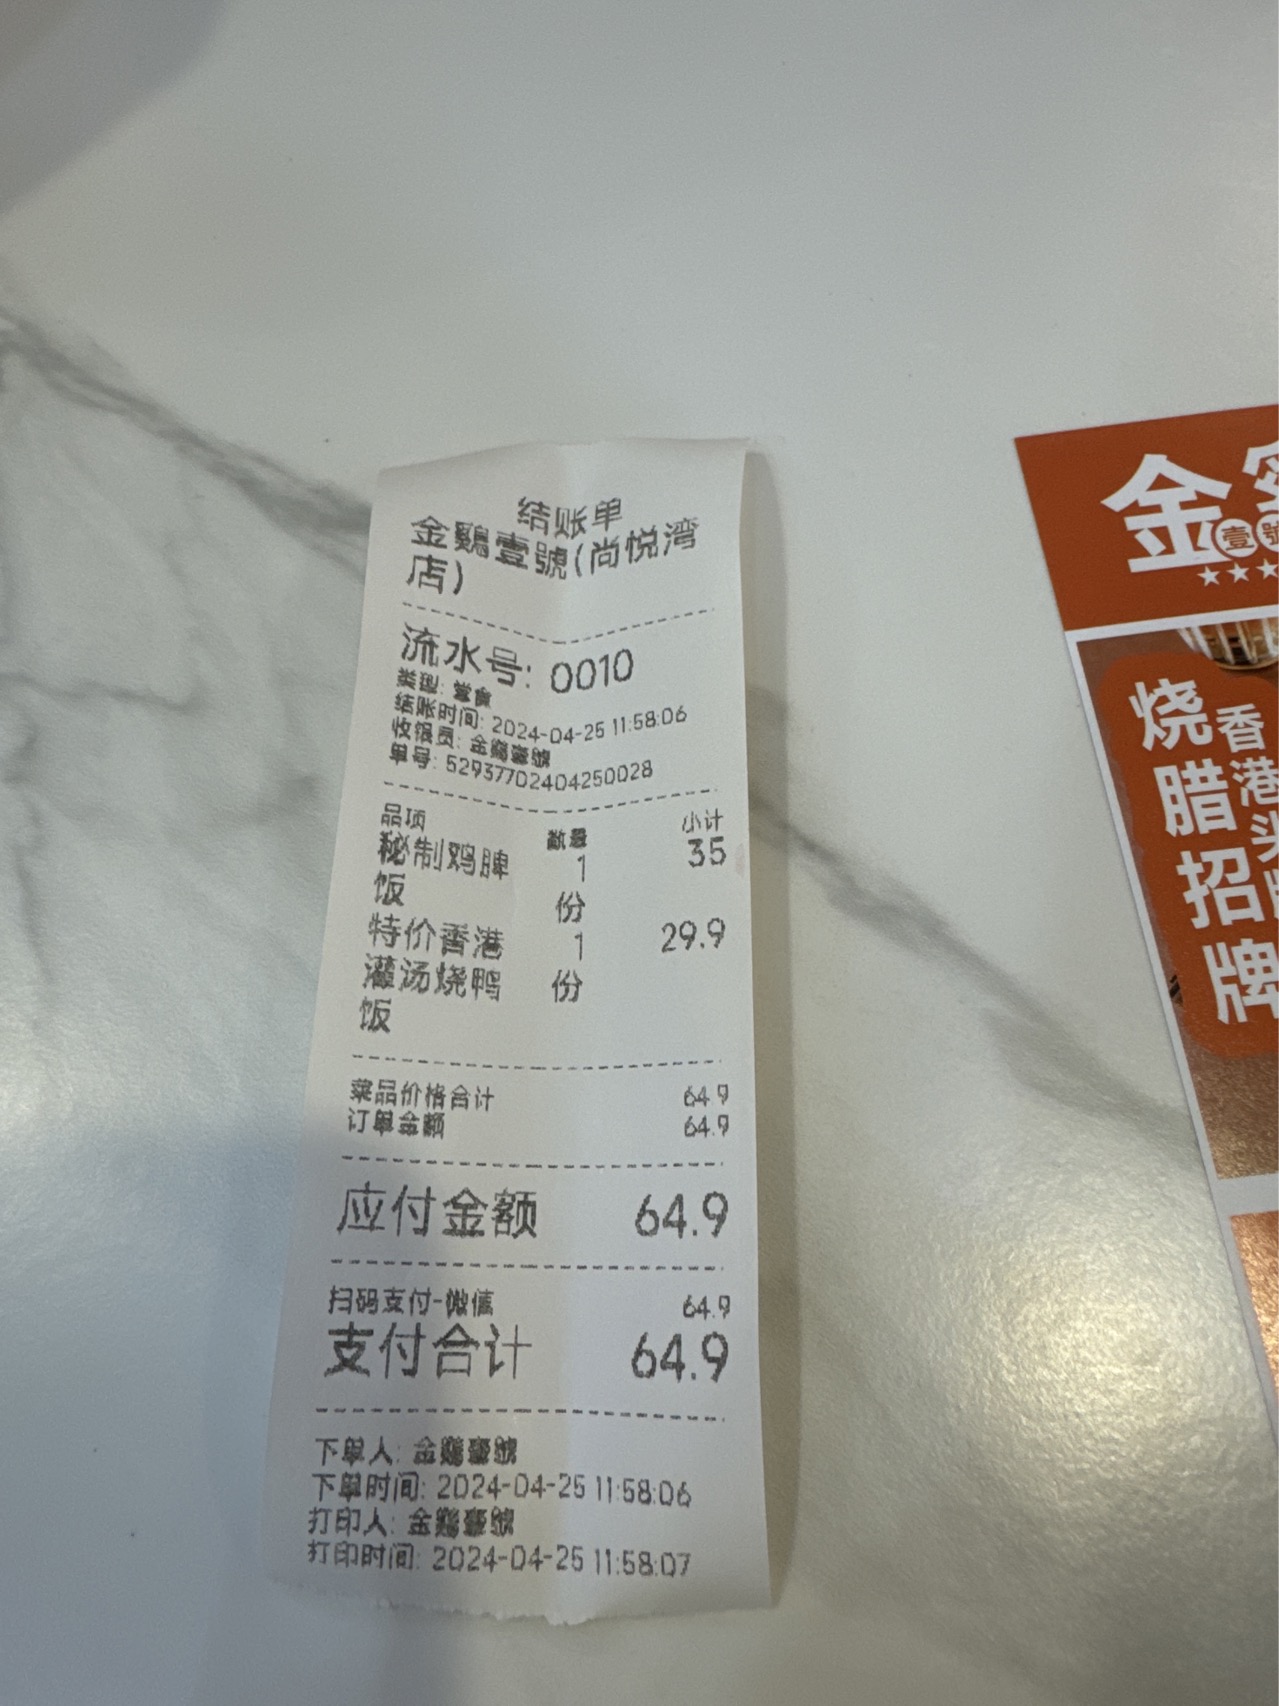 结账单
金鷄壹號(尚悦湾
店)
流水号: 0010
类型: 堂食
结账时间: 2024-04-25 11:58:06
收银员: 金鷄壹號
单号: 52937702404250028
品项 数量 小计
秘制鸡脾 1 35
饭 份
特价香港 1 29.9
灌汤烧鸭 份
饭
菜品价格合计 64.9
订单金额 64.9
应付金额 64.9
扫码支付-微信 64.9
支付合计 64.9
下单人: 金鷄壹號
下单时间: 2024-04-25 11:58:06
打印人: 金鷄壹號
打印时间: 2024-04-25 11:58:07
金
壹號
烧腊招牌
香港头